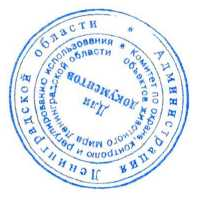 Администрация Ленинградской Области
Комитет по охране, контролю и регулированию использования
объектов животного мира Ленинградской области
Для
документов